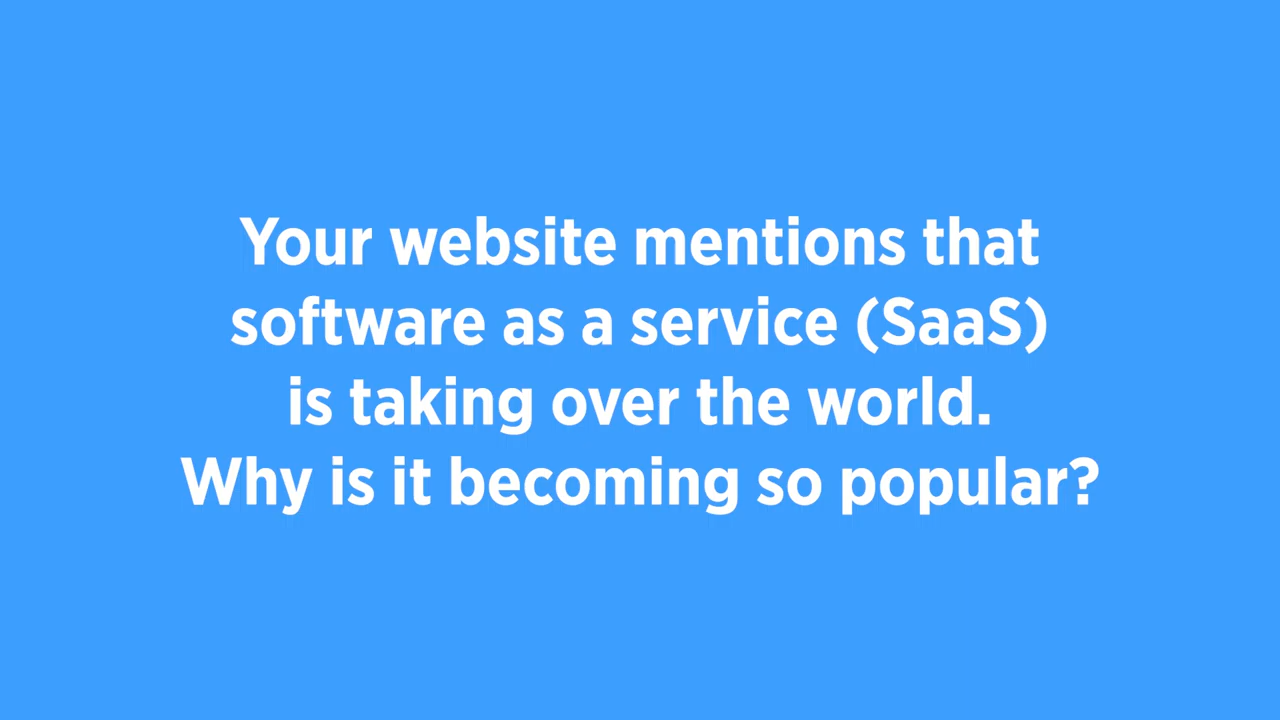 Your website mentions that
software as a service (SaaS)
is taking over the world.
Why is it becoming so popular?